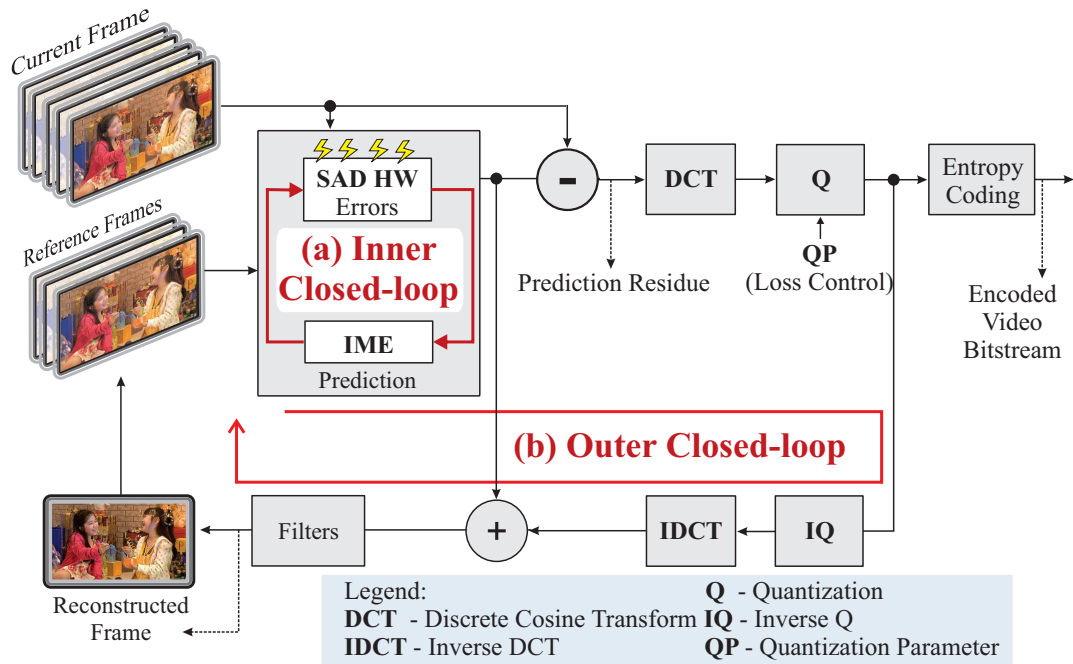 Current Frame
Reference Frames
SAD HW
Errors
(a) Inner
Closed-loop
IME
Prediction
-
DCT
Q
Entropy
Coding
QP
(Loss Control)
Prediction Residue
Encoded
Video
Bitstream
(b) Outer Closed-loop
Filters
+
IDCT
IQ
Reconstructed
Frame
Legend:
Q - Quantization
DCT - Discrete Cosine Transform IQ - Inverse Q
IDCT - Inverse DCT QP - Quantization Parameter